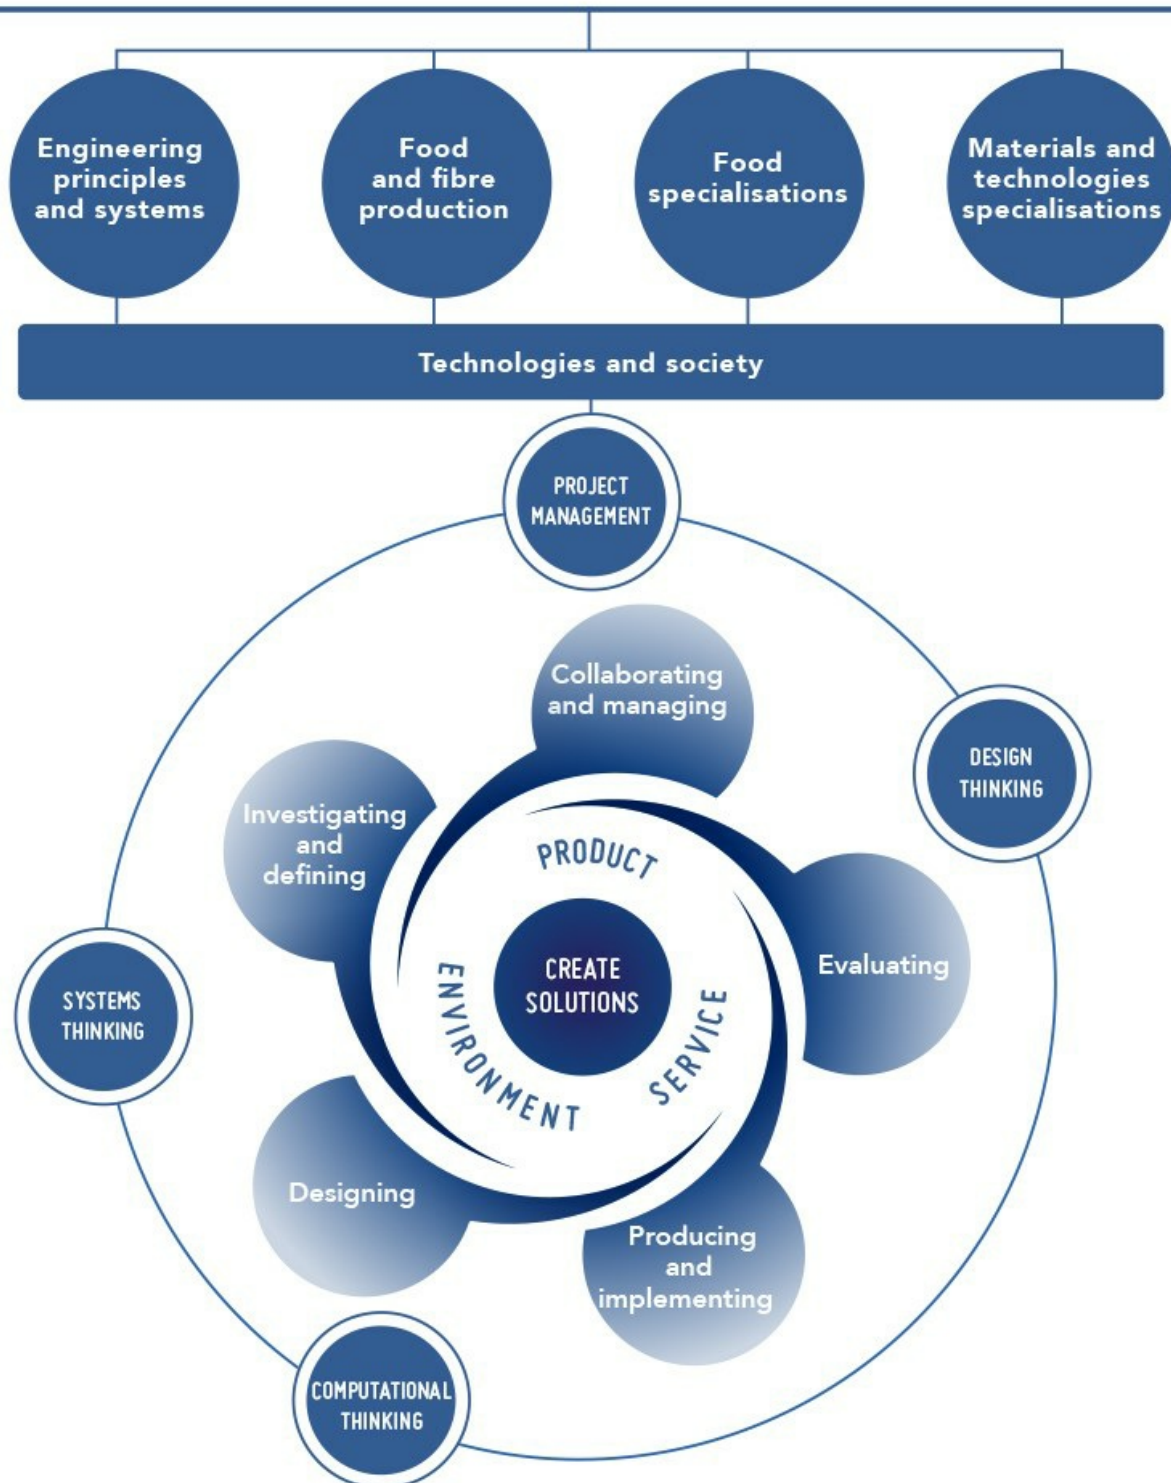 Engineering
principles
and systems
Food
and fibre
production
Food
specialisations
Materials and
technologies
specialisations
Technologies and society
PROJECT
MANAGEMENT
Collaborating
and managing
DESIGN
THINKING
Investigating
and
defining
PRODUCT
Evaluating
CREATE
SOLUTIONS
ENVIRONMENT
SERVICE
SYSTEMS
THINKING
Designing
Producing
and
implementing
COMPUTATIONAL
THINKING